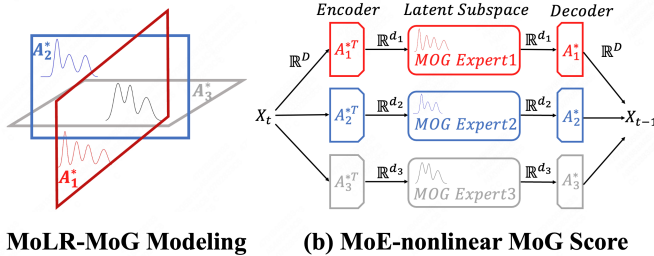 A₂*
A₃*
A₁*
MoLR-MoG Modeling
Encoder Latent Subspace Decoder
ℝᴰ A₁*ᵀ ℝᵈ₁ MOG Expert1 ℝᵈ₁ A₁* ℝᴰ
Xₜ A₂*ᵀ ℝᵈ₂ MOG Expert2 ℝᵈ₂ A₂* Xₜ₋₁
A₃*ᵀ ℝᵈ₃ MOG Expert3 ℝᵈ₃ A₃*
(b) MoE-nonlinear MoG Score